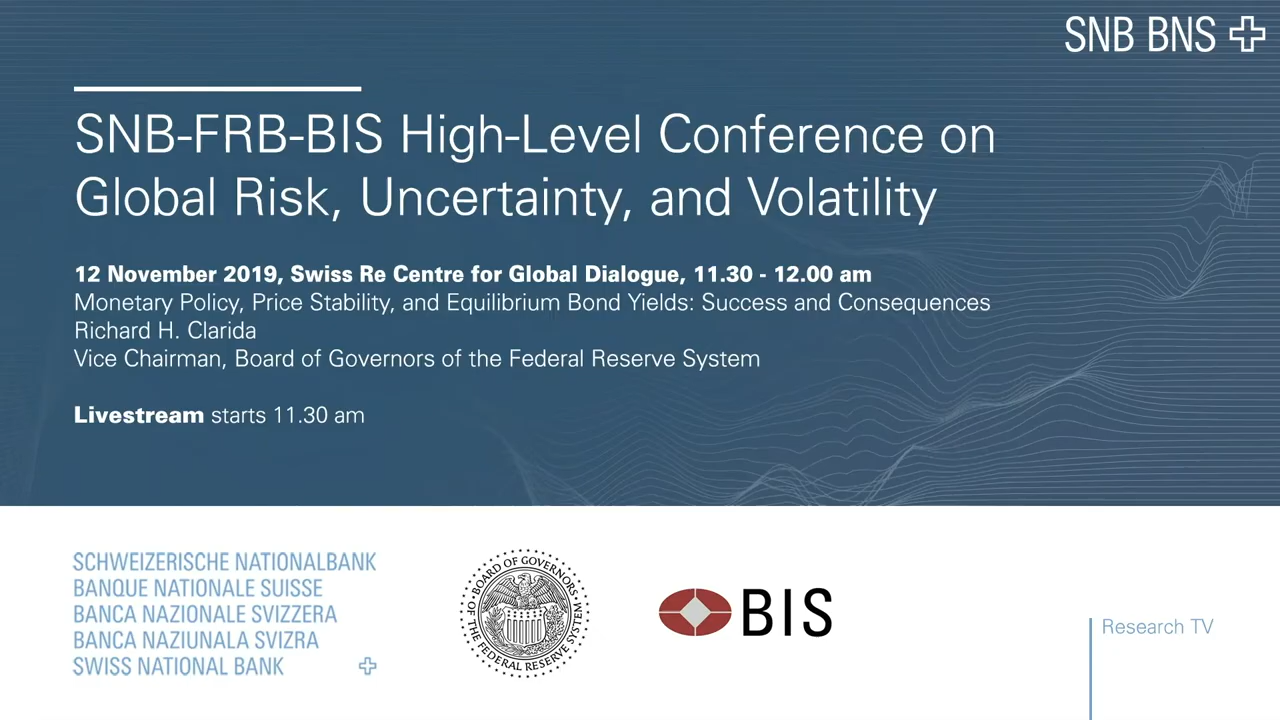 SNB BNS
SNB-FRB-BIS High-Level Conference on
Global Risk, Uncertainty, and Volatility
12 November 2019, Swiss Re Centre for Global Dialogue, 11.30 - 12.00 am
Monetary Policy, Price Stability, and Equilibrium Bond Yields: Success and Consequences
Richard H. Clarida
Vice Chairman, Board of Governors of the Federal Reserve System
Livestream starts 11.30 am
SCHWEIZERISCHE NATIONALBANK
BANQUE NATIONALE SUISSE
BANCA NAZIONALE SVIZZERA
BANCA NAZIUNALA SVIZRA
SWISS NATIONAL BANK
BOARD OF GOVERNORS
OF THE FEDERAL RESERVE SYSTEM
BIS
Research TV